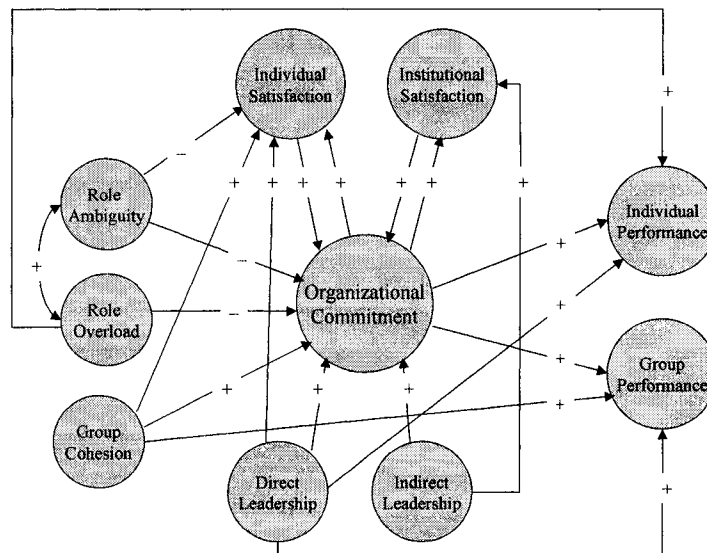 Individual
Satisfaction
Institutional
Satisfaction
+
−
Role
Ambiguity
+
+
+
+
+
+
+
Individual
Performance
+
−
+
+
Organizational
Commitment
Role
Overload
−
+
Group
Performance
+
+
+
+
+
Group
Cohesion
Direct
Leadership
Indirect
Leadership
+